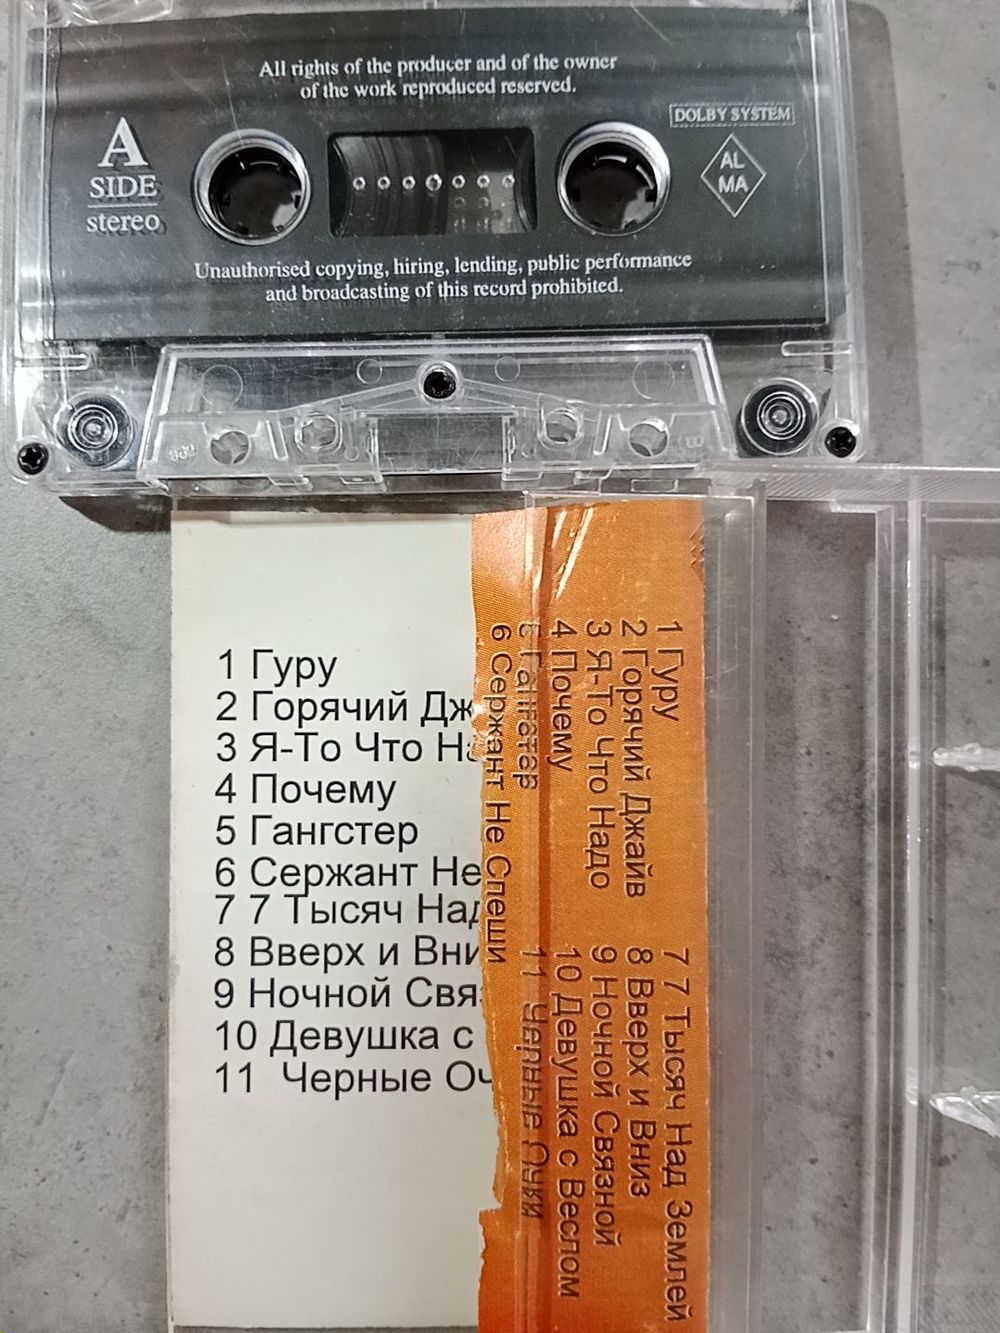 All rights of the producer and of the owner
of the work reproduced reserved.
DOLBY SYSTEM
A
SIDE
stereo
AL
MA
Unauthorised copying, hiring, lending, public performance
and broadcasting of this record prohibited.
1 Гуру
2 Горячий Дж
3 Я-То Что На
4 Почему
5 Гангстер
6 Сержант Не
7 7 Тысяч Над
8 Вверх и Вни
9 Ночной Свя
10 Девушка с
11 Черные Оч
1 Гуру
2 Горячий Джайв
3 Я-То Что Надо
4 Почему
5 Гангстер
6 Сержант Не Спеши
7 7 Тысяч Над Землей
8 Вверх и Вниз
9 Ночной Связной
10 Девушка с Веслом
11 Черные Очки